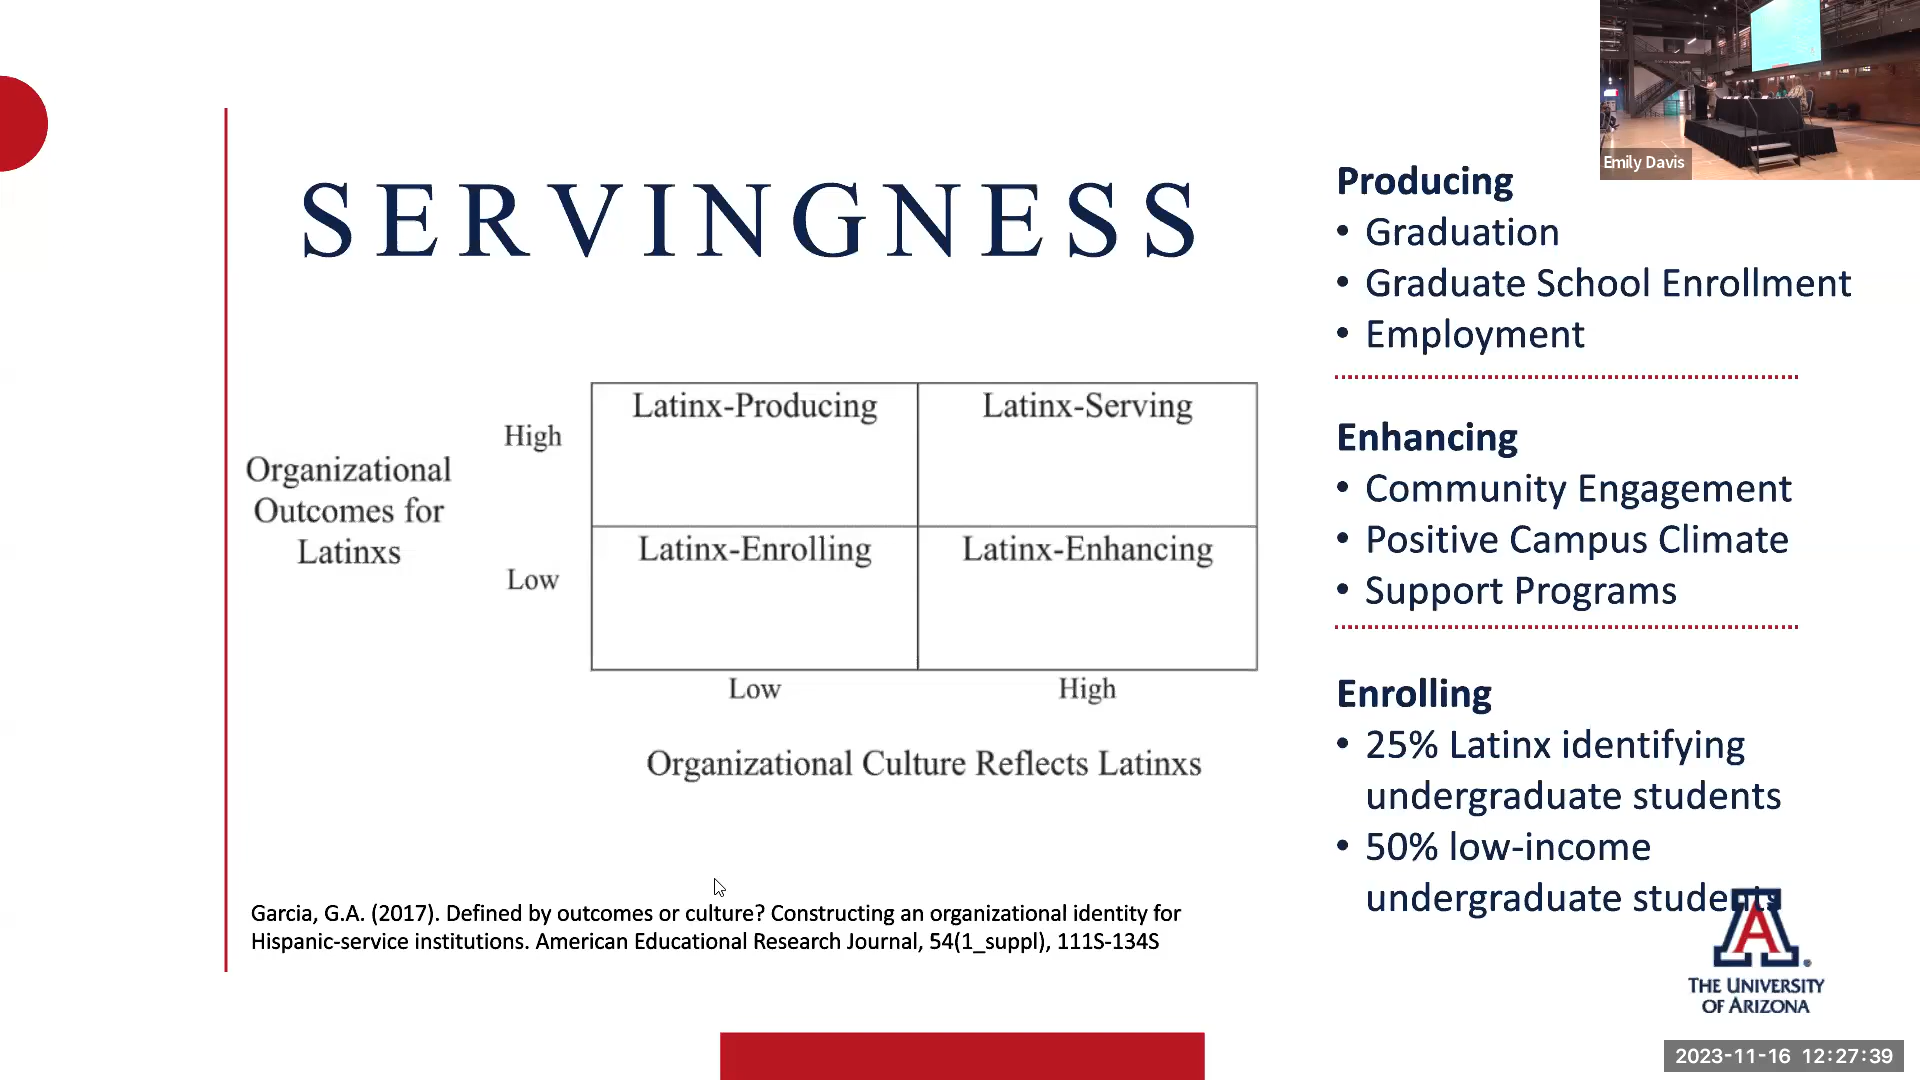 SERVINGNESS
Organizational
Outcomes for
Latinxs
High
Low
Latinx-Producing
Latinx-Serving
Latinx-Enrolling
Latinx-Enhancing
Low
High
Organizational Culture Reflects Latinxs
Garcia, G.A. (2017). Defined by outcomes or culture? Constructing an organizational identity for
Hispanic-service institutions. American Educational Research Journal, 54(1_suppl), 111S-134S
Emily Davis
Producing
• Graduation
• Graduate School Enrollment
• Employment
Enhancing
• Community Engagement
• Positive Campus Climate
• Support Programs
Enrolling
• 25% Latinx identifying
undergraduate students
• 50% low-income
undergraduate students
A
THE UNIVERSITY
OF ARIZONA
2023-11-16 12:27:39